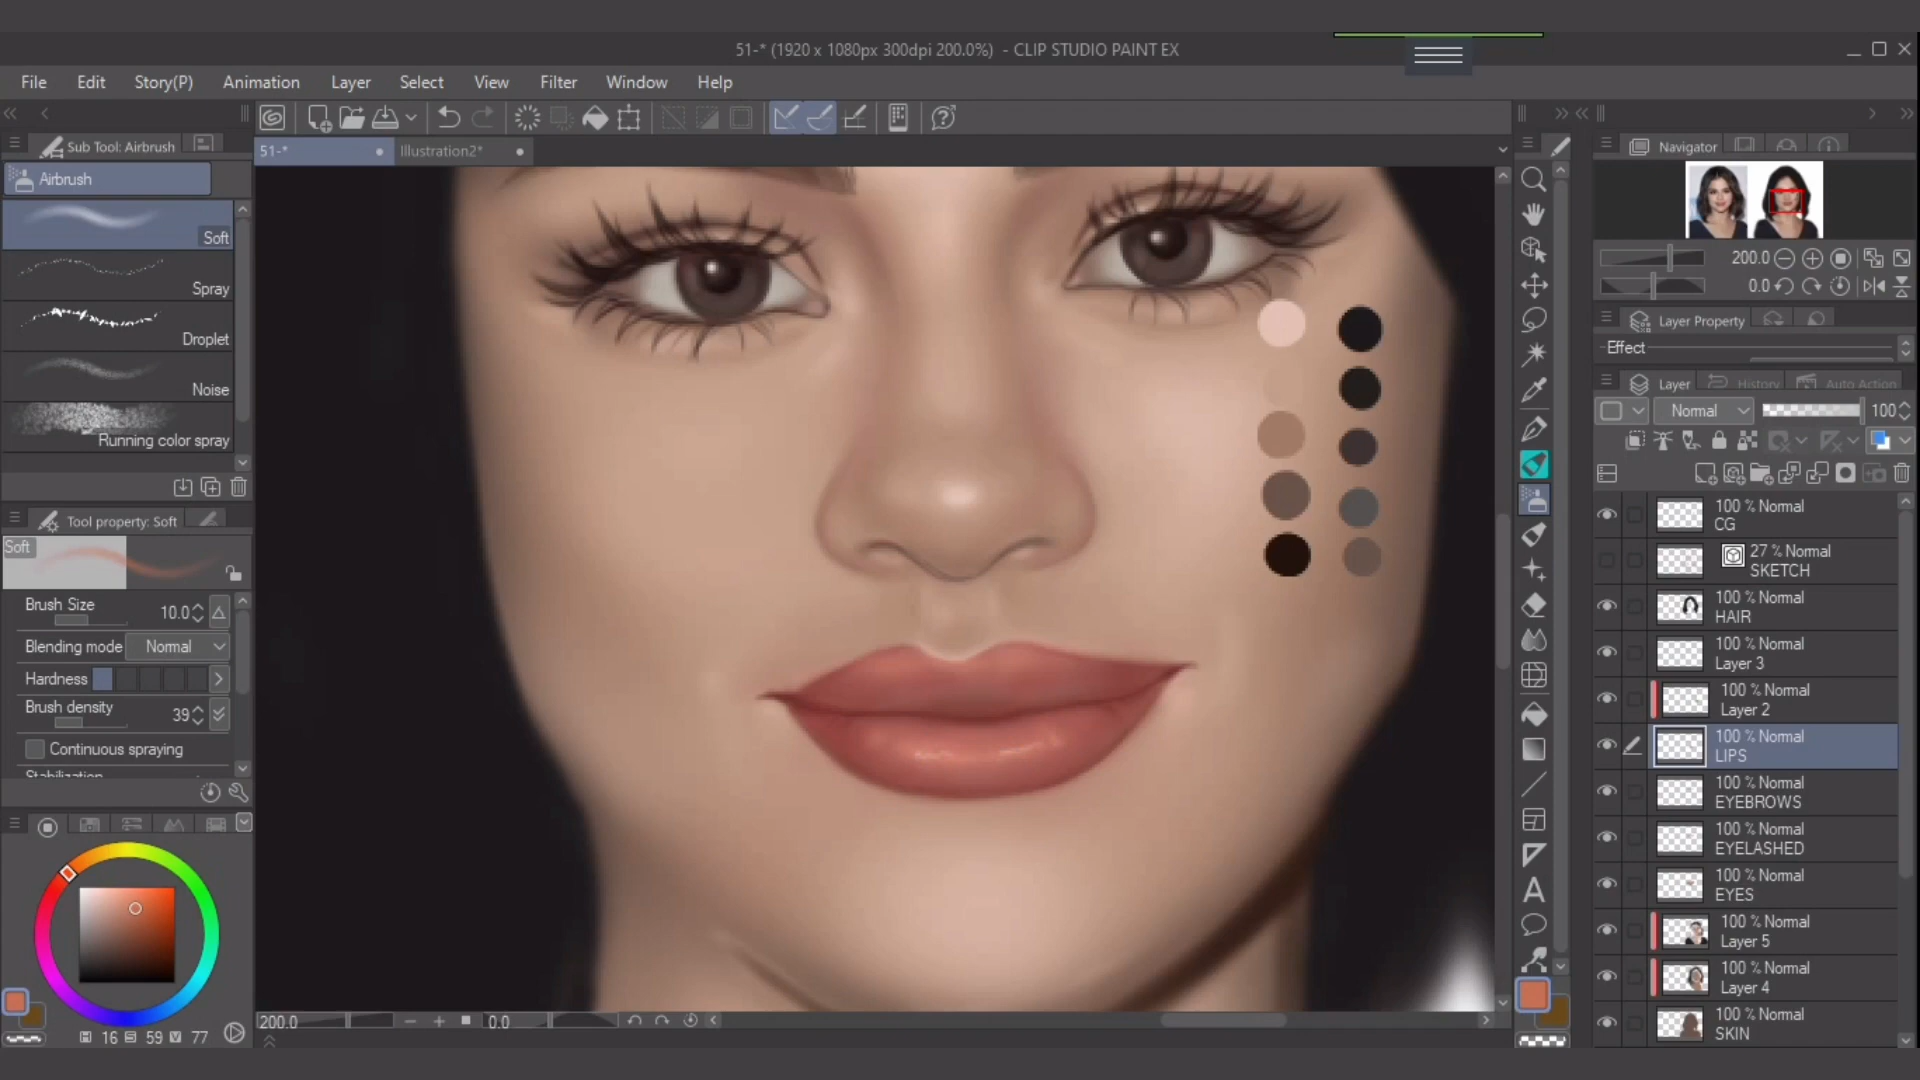 51-* (1920 x 1080px 300dpi 200.0%) - CLIP STUDIO PAINT EX
File Edit Story(P) Animation Layer Select View Filter Window Help
Sub Tool: Airbrush
51-*
Illustration2*
Navigator
Airbrush
Soft
Spray
Droplet
Noise
Running color spray
Tool property: Soft
Soft
Brush Size 10.0
Blending mode Normal
Hardness
Brush density 39
Continuous spraying
Stabilization
H 16 S 59 V 77
200.0
0.0
200.0
0.0
Layer Property
Effect
Layer History Auto Action
Normal 100
100 % Normal
CG
27 % Normal
SKETCH
100 % Normal
HAIR
100 % Normal
Layer 3
100 % Normal
Layer 2
100 % Normal
LIPS
100 % Normal
EYEBROWS
100 % Normal
EYELASHED
100 % Normal
EYES
100 % Normal
Layer 5
100 % Normal
Layer 4
100 % Normal
SKIN